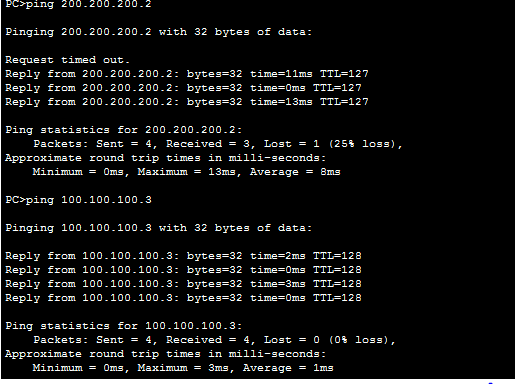 PC>ping 200.200.200.2
Pinging 200.200.200.2 with 32 bytes of data:
Request timed out.
Reply from 200.200.200.2: bytes=32 time=11ms TTL=127
Reply from 200.200.200.2: bytes=32 time=0ms TTL=127
Reply from 200.200.200.2: bytes=32 time=13ms TTL=127
Ping statistics for 200.200.200.2:
Packets: Sent = 4, Received = 3, Lost = 1 (25% loss),
Approximate round trip times in milli-seconds:
Minimum = 0ms, Maximum = 13ms, Average = 8ms
PC>ping 100.100.100.3
Pinging 100.100.100.3 with 32 bytes of data:
Reply from 100.100.100.3: bytes=32 time=2ms TTL=128
Reply from 100.100.100.3: bytes=32 time=0ms TTL=128
Reply from 100.100.100.3: bytes=32 time=3ms TTL=128
Reply from 100.100.100.3: bytes=32 time=0ms TTL=128
Ping statistics for 100.100.100.3:
Packets: Sent = 4, Received = 4, Lost = 0 (0% loss),
Approximate round trip times in milli-seconds:
Minimum = 0ms, Maximum = 3ms, Average = 1ms